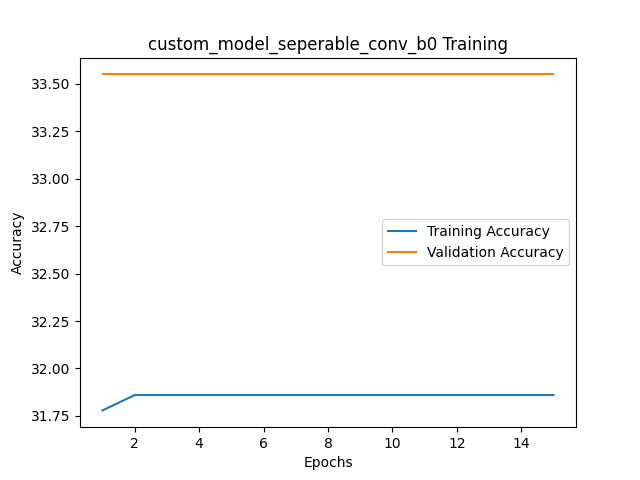 custom_model_seperable_conv_b0 Training
33.50
33.25
33.00
32.75
32.50
32.25
32.00
31.75
Accuracy
Training Accuracy
Validation Accuracy
2 4 6 8 10 12 14
Epochs